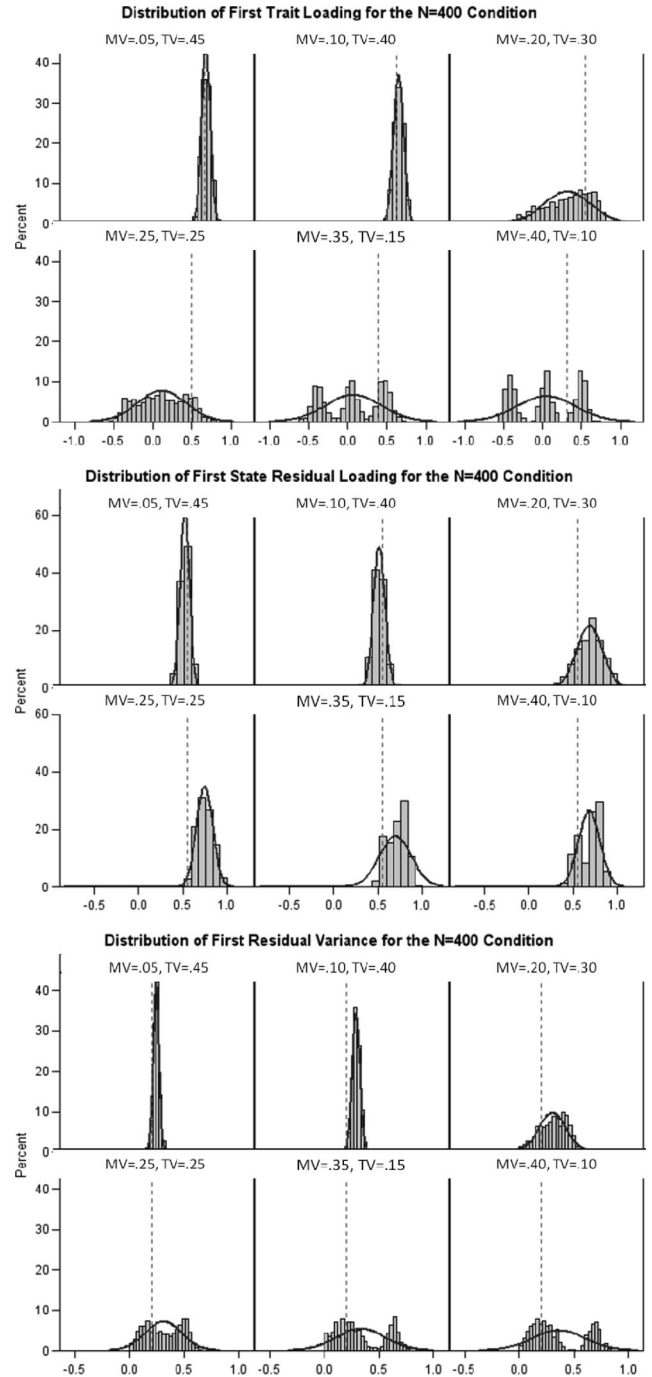 Distribution of First Trait Loading for the N=400 Condition
MV=.05, TV=.45 MV=.10, TV=.40 MV=.20, TV=.30
40
30
20
10
0
Percent
MV=.25, TV=.25 MV=.35, TV=.15 MV=.40, TV=.10
40
30
20
10
0
-1.0 -0.5 0.0 0.5 1.0 -1.0 -0.5 0.0 0.5 1.0 -1.0 -0.5 0.0 0.5 1.0
Distribution of First State Residual Loading for the N=400 Condition
MV=.05, TV=.45 MV=.10, TV=.40 MV=.20, TV=.30
60
40
20
0
Percent
MV=.25, TV=.25 MV=.35, TV=.15 MV=.40, TV=.10
60
40
20
0
-0.5 0.0 0.5 1.0 -0.5 0.0 0.5 1.0 -0.5 0.0 0.5 1.0
Distribution of First Residual Variance for the N=400 Condition
MV=.05, TV=.45 MV=.10, TV=.40 MV=.20, TV=.30
40
30
20
10
0
Percent
MV=.25, TV=.25 MV=.35, TV=.15 MV=.40, TV=.10
40
30
20
10
0
-0.5 0.0 0.5 1.0 -0.5 0.0 0.5 1.0 -0.5 0.0 0.5 1.0